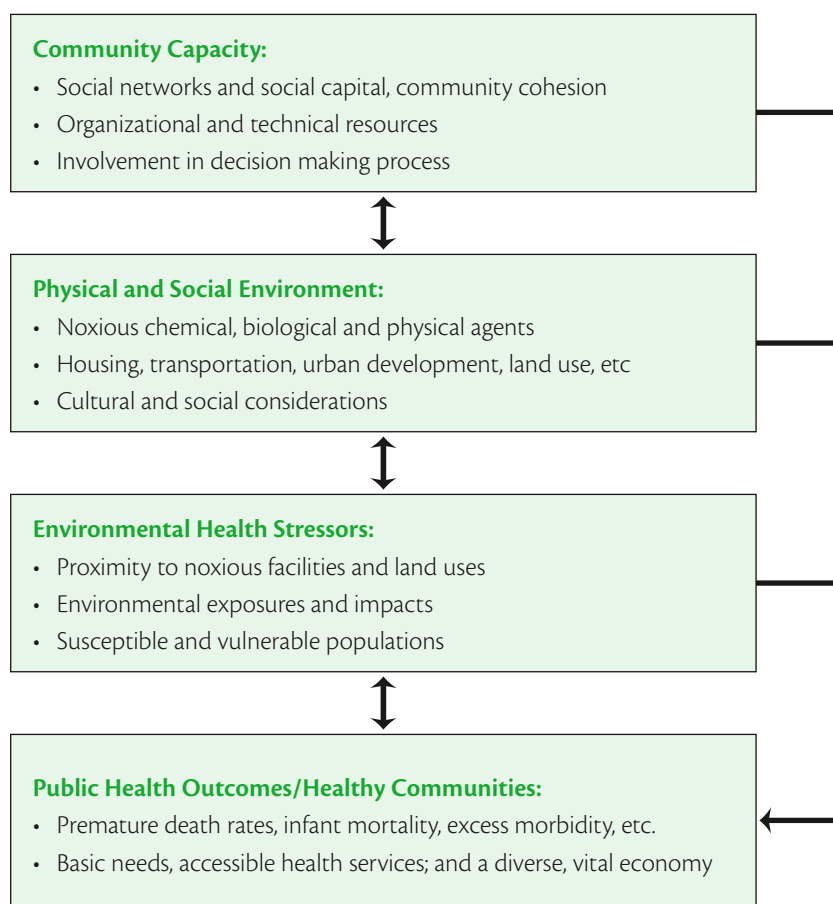 Community Capacity:
• Social networks and social capital, community cohesion
• Organizational and technical resources
• Involvement in decision making process
Physical and Social Environment:
• Noxious chemical, biological and physical agents
• Housing, transportation, urban development, land use, etc
• Cultural and social considerations
Environmental Health Stressors:
• Proximity to noxious facilities and land uses
• Environmental exposures and impacts
• Susceptible and vulnerable populations
Public Health Outcomes/Healthy Communities:
• Premature death rates, infant mortality, excess morbidity, etc.
• Basic needs, accessible health services; and a diverse, vital economy